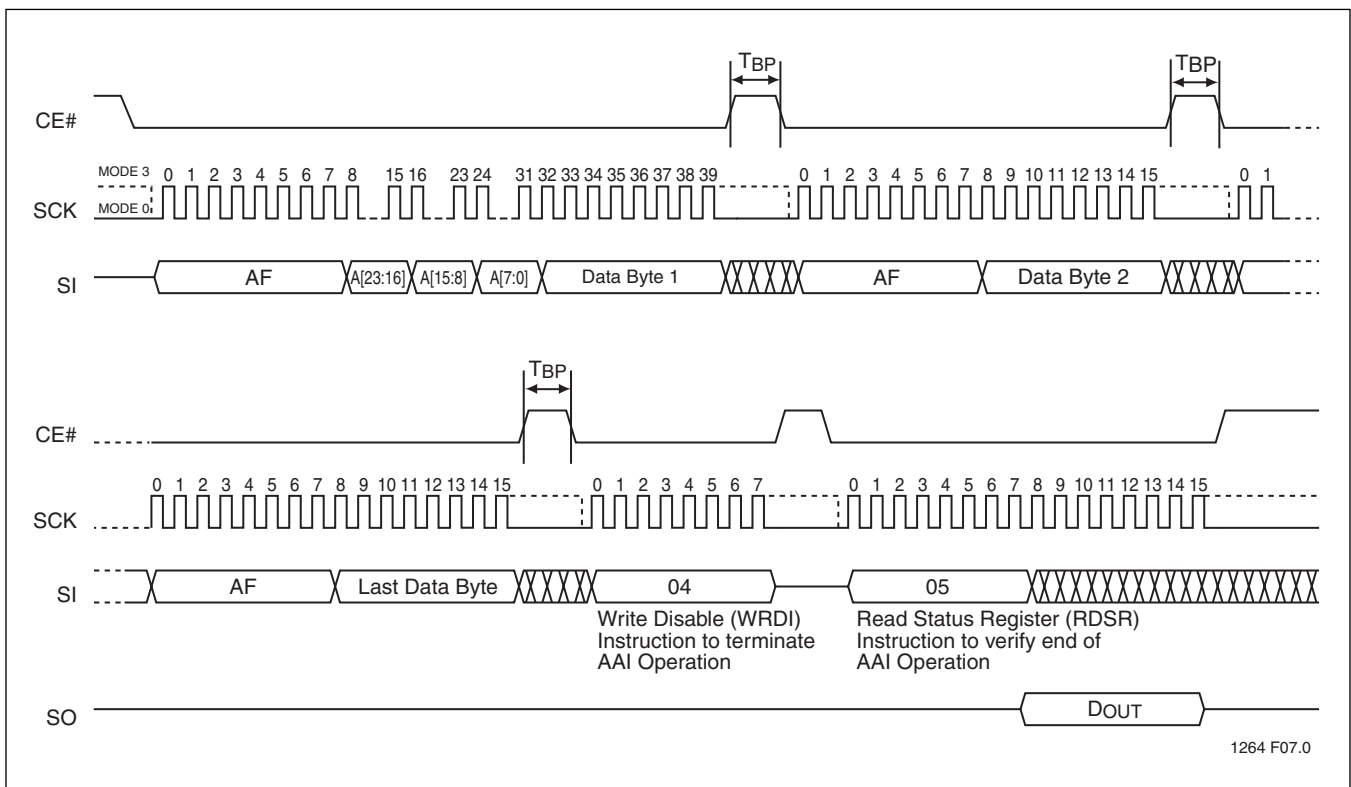 TBP TBP
CE#
MODE 3 0 1 2 3 4 5 6 7 8 15 16 23 24 31 32 33 34 35 36 37 38 39 0 1 2 3 4 5 6 7 8 9 10 11 12 13 14 15 0 1
SCK MODE 0
SI AF A[23:16] A[15:8] A[7:0] Data Byte 1 AF Data Byte 2
TBP
CE#
0 1 2 3 4 5 6 7 8 9 10 11 12 13 14 15 0 1 2 3 4 5 6 7 0 1 2 3 4 5 6 7 8 9 10 11 12 13 14 15
SCK
SI AF Last Data Byte 04 05
Write Disable (WRDI) Read Status Register (RDSR)
Instruction to terminate Instruction to verify end of
AAI Operation AAI Operation
SO DOUT
1264 F07.0